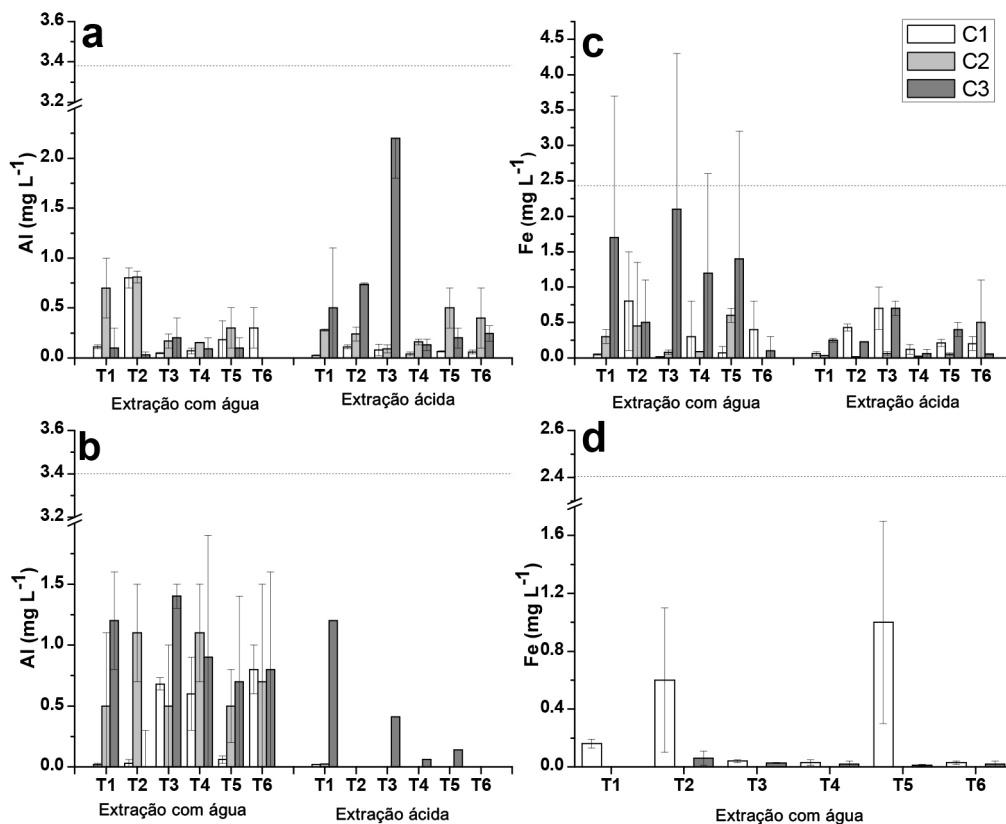 a
3.6
3.4
3.2
2.0
1.5
1.0
0.5
0.0
Al (mg L⁻¹)
T1 T2 T3 T4 T5 T6 T1 T2 T3 T4 T5 T6
Extração com água Extração ácida
c
C1
C2
C3
4.5
4.0
3.5
3.0
2.5
2.0
1.5
1.0
0.5
0.0
Fe (mg L⁻¹)
T1 T2 T3 T4 T5 T6 T1 T2 T3 T4 T5 T6
Extração com água Extração ácida
b
3.6
3.4
3.2
1.5
1.0
0.5
0.0
Al (mg L⁻¹)
T1 T2 T3 T4 T5 T6 T1 T2 T3 T4 T5 T6
Extração com água Extração ácida
d
2.6
2.4
1.6
1.2
0.8
0.4
0.0
Fe (mg L⁻¹)
T1 T2 T3 T4 T5 T6
Extração com água